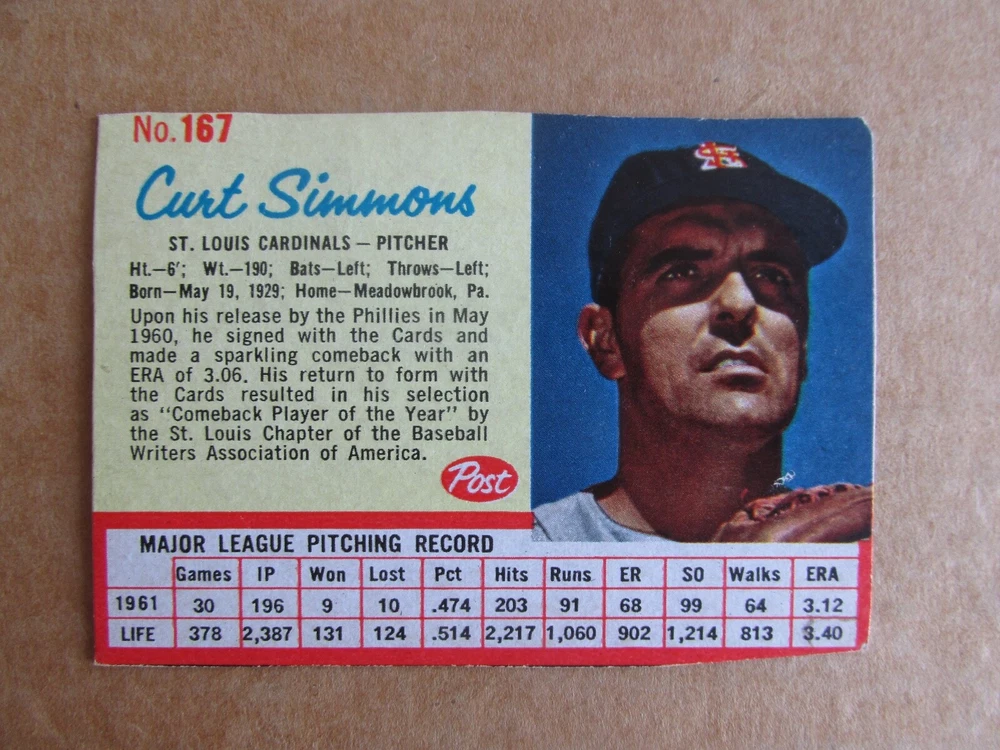 No. 167
Curt Simmons
ST. LOUIS CARDINALS — PITCHER
Ht.—6'; Wt.—190; Bats—Left; Throws—Left;
Born—May 19, 1929; Home—Meadowbrook, Pa.
Upon his release by the Phillies in May
1960, he signed with the Cards and
made a sparkling comeback with an
ERA of 3.06. His return to form with
the Cards resulted in his selection
as "Comeback Player of the Year" by
the St. Louis Chapter of the Baseball
Writers Association of America.
Post
STL
MAJOR LEAGUE PITCHING RECORD
Games IP Won Lost Pct Hits Runs ER SO Walks ERA
1961 30 196 9 10 .474 203 91 68 99 64 3.12
LIFE 378 2,387 131 124 .514 2,217 1,060 902 1,214 813 3.40